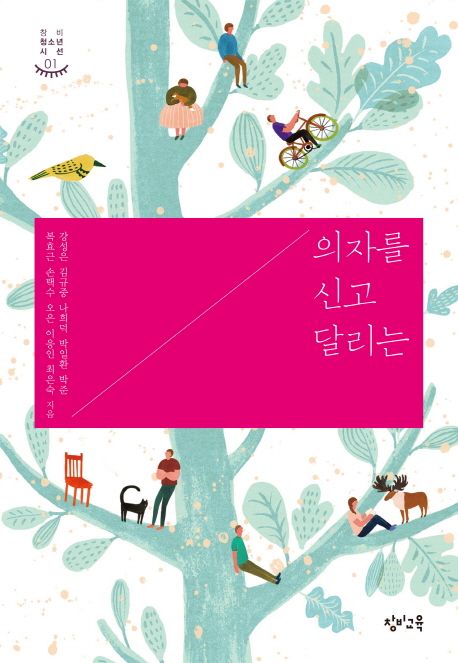 창비
청소년
시선
01
의자를
신고
달리는
강성은 김규중 나희덕 박일환 박준
복효근 손택수 오은 이응인 최은숙 지음
창비교육